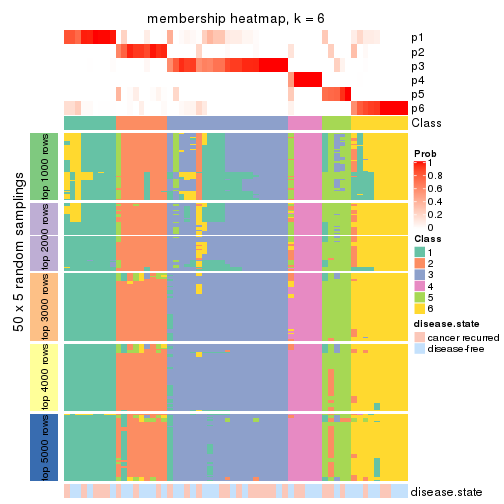 membership heatmap, k = 6
p1
p2
p3
p4
p5
p6
Class
50 x 5 random samplings
top 1000 rows
top 2000 rows
top 3000 rows
top 4000 rows
top 5000 rows
Prob
1
0.8
0.6
0.4
0.2
0
Class
1
2
3
4
5
6
disease.state
cancer recurred
disease-free
disease.state